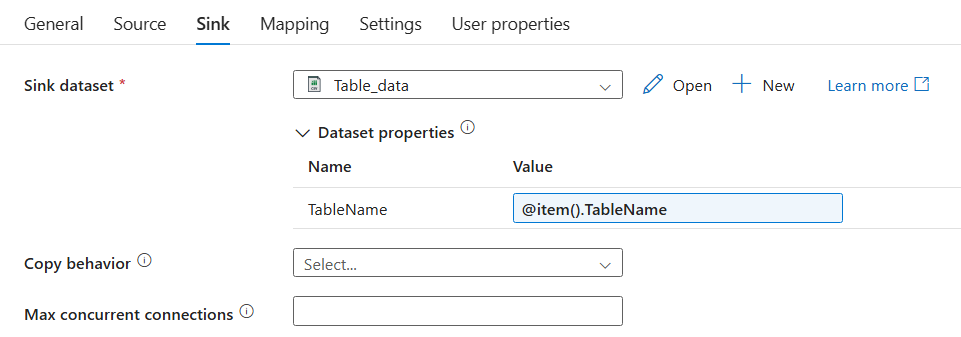 General Source Sink Mapping Settings User properties
Sink dataset * Table_data Open New Learn more
Dataset properties
Name Value
TableName @item().TableName
Copy behavior Select...
Max concurrent connections